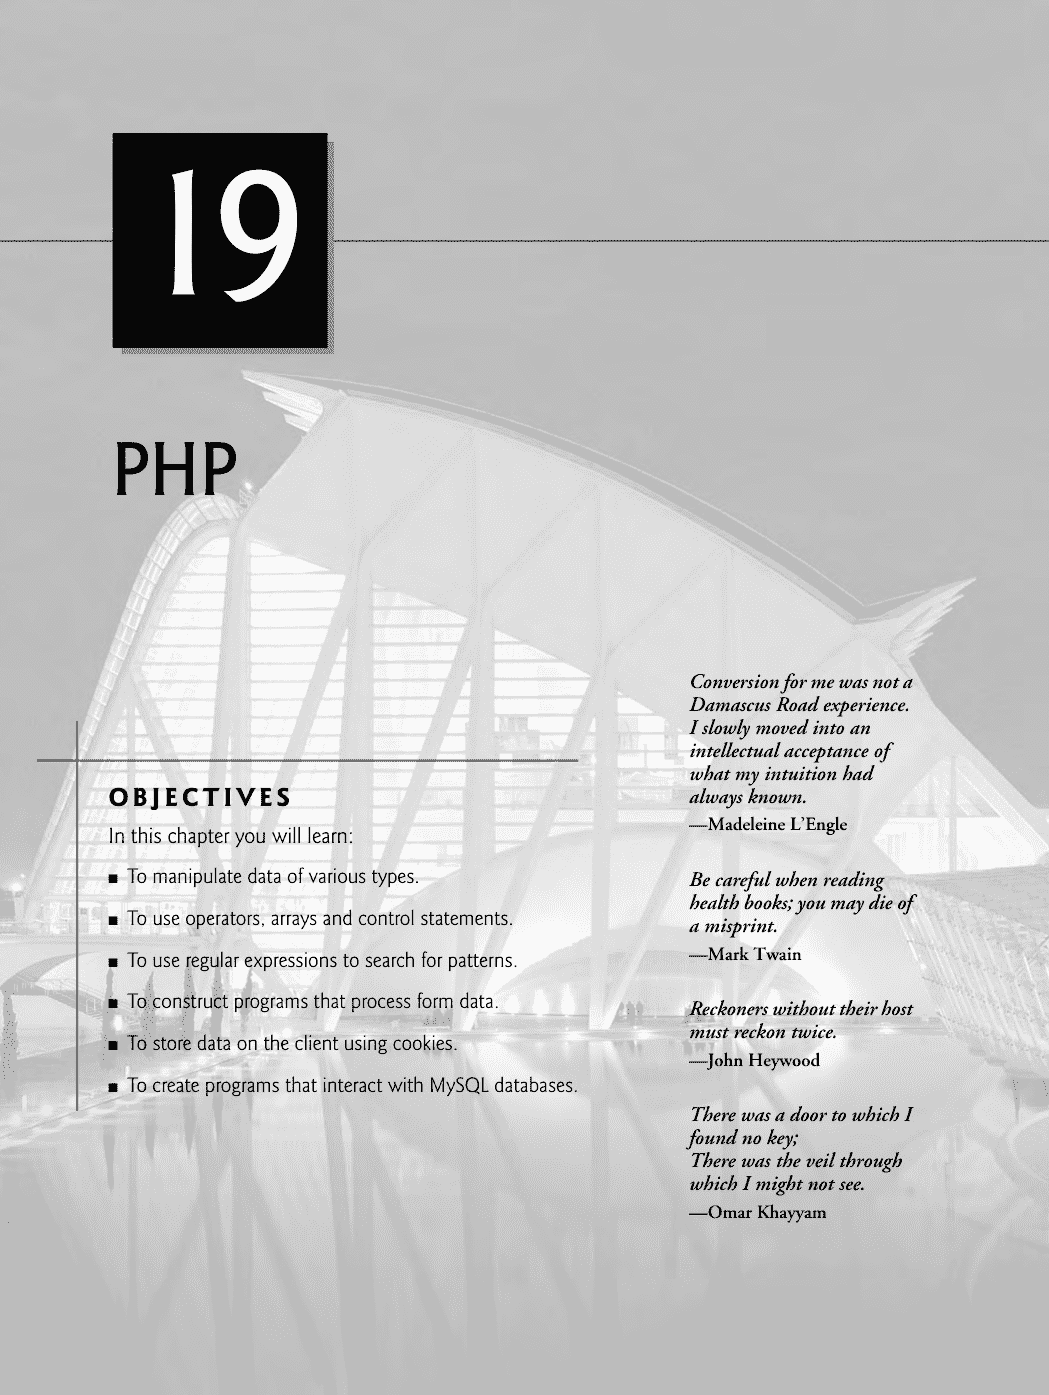 19
PHP
OBJECTIVES
In this chapter you will learn:
■ To manipulate data of various types.
■ To use operators, arrays and control statements.
■ To use regular expressions to search for patterns.
■ To construct programs that process form data.
■ To store data on the client using cookies.
■ To create programs that interact with MySQL databases.
Conversion for me was not a
Damascus Road experience.
I slowly moved into an
intellectual acceptance of
what my intuition had
always known.
—Madeleine L’Engle
Be careful when reading
health books; you may die of
a misprint.
—Mark Twain
Reckoners without their host
must reckon twice.
—John Heywood
There was a door to which I
found no key;
There was the veil through
which I might not see.
—Omar Khayyam